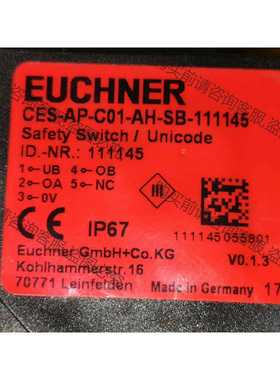 EUCHNER
CES-AP-C01-AH-SB-111145
Safety Switch / Unicode
ID.-NR.: 111145
1⊸UB 4⊸OB
2⊸OA 5⊸NC
3⊸0V
III
CE IP67
111145055801
Euchner GmbH+Co.KG
Kohlhammerstr.16
V0.1.3
70771 Leinfelden
Made in Germany 17